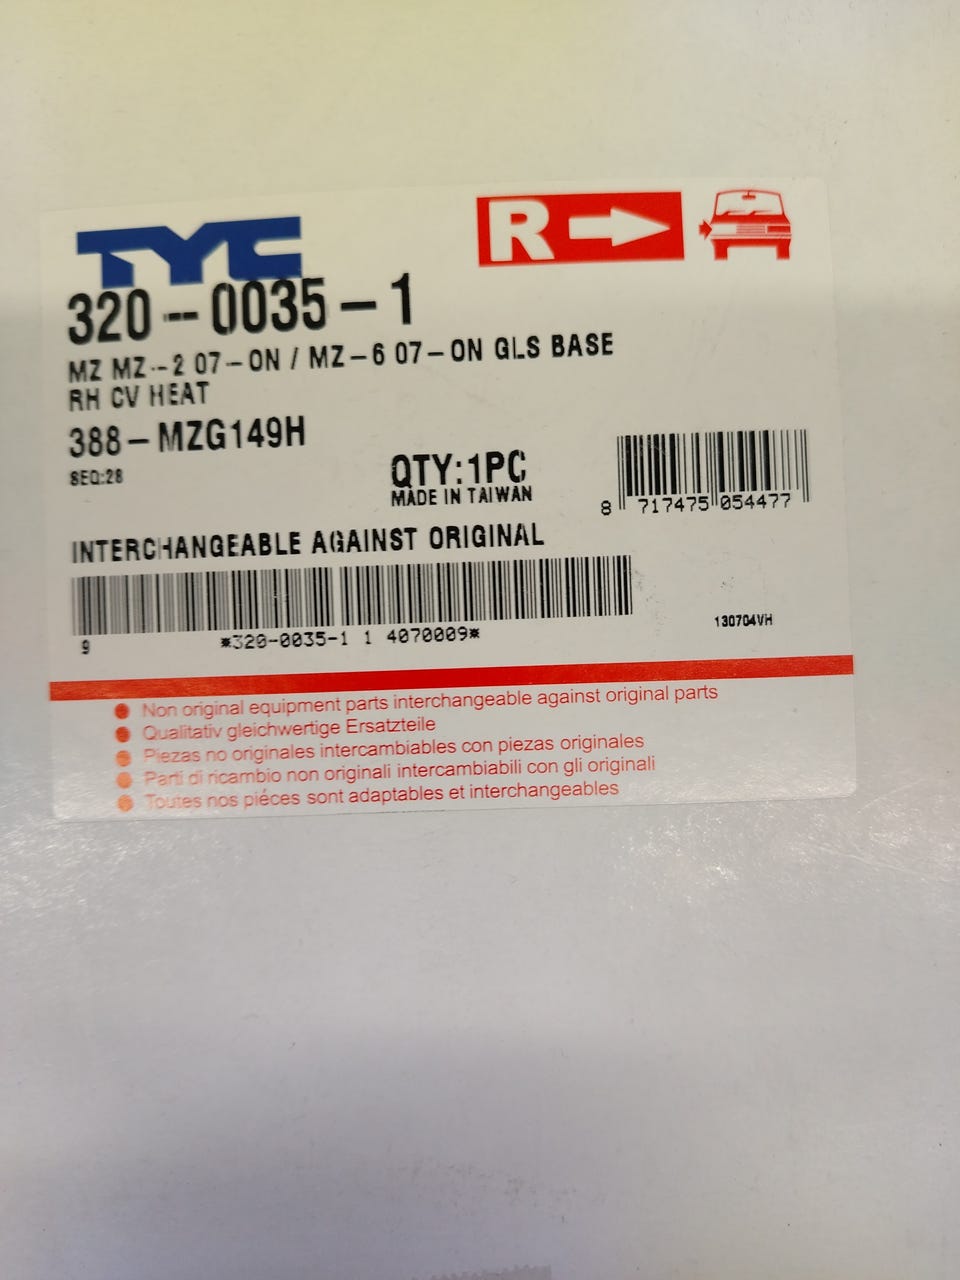 TYC
R
320-0035-1
MZ MZ-2 07-ON / MZ-6 07-ON GLS BASE
RH CV HEAT
388-MZG149H
SEQ:28
QTY:1PC
MADE IN TAIWAN
8 717475 054477
INTERCHANGEABLE AGAINST ORIGINAL
9 *320-0035-1 1 4070009*
130704VH
Non original equipment parts interchangeable against original parts
Qualitativ gleichwertige Ersatzteile
Piezas no originales intercambiables con piezas originales
Parti di ricambio non originali intercambiabili con gli originali
Toutes nos piéces sont adaptables et interchangeables